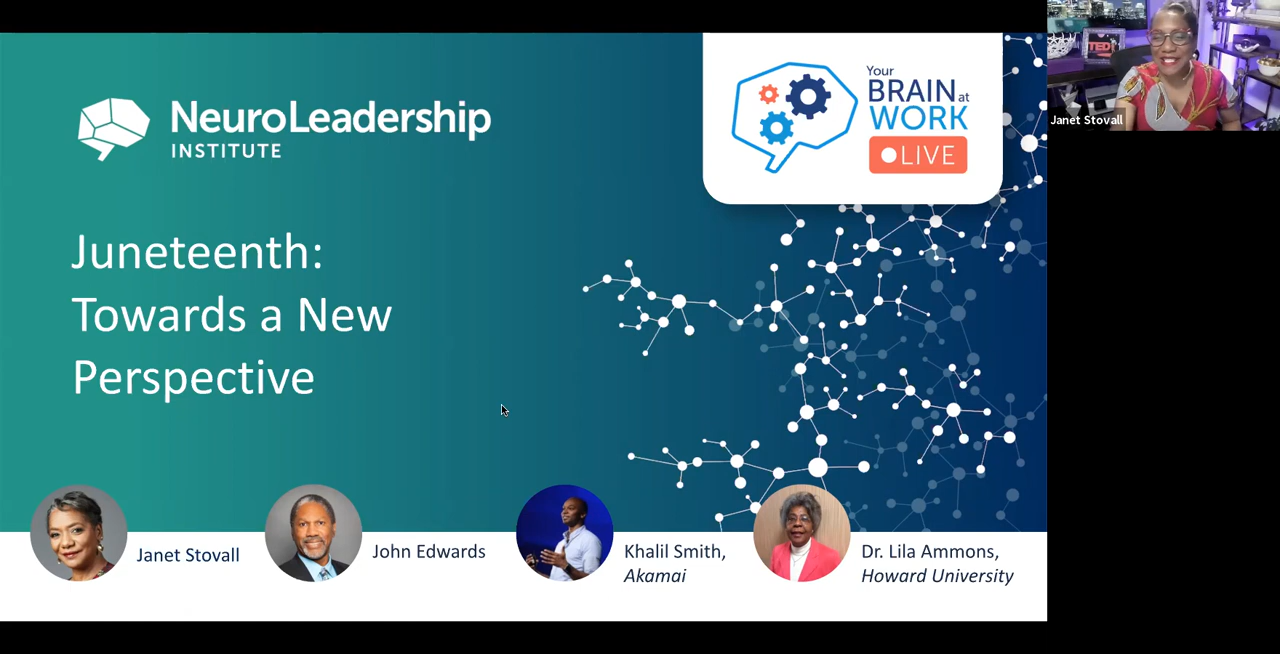 NeuroLeadership
INSTITUTE
Your
BRAIN at
WORK
LIVE
TED
Janet Stovall
Juneteenth:
Towards a New
Perspective
Janet Stovall
John Edwards
Khalil Smith,
Akamai
Dr. Lila Ammons,
Howard University